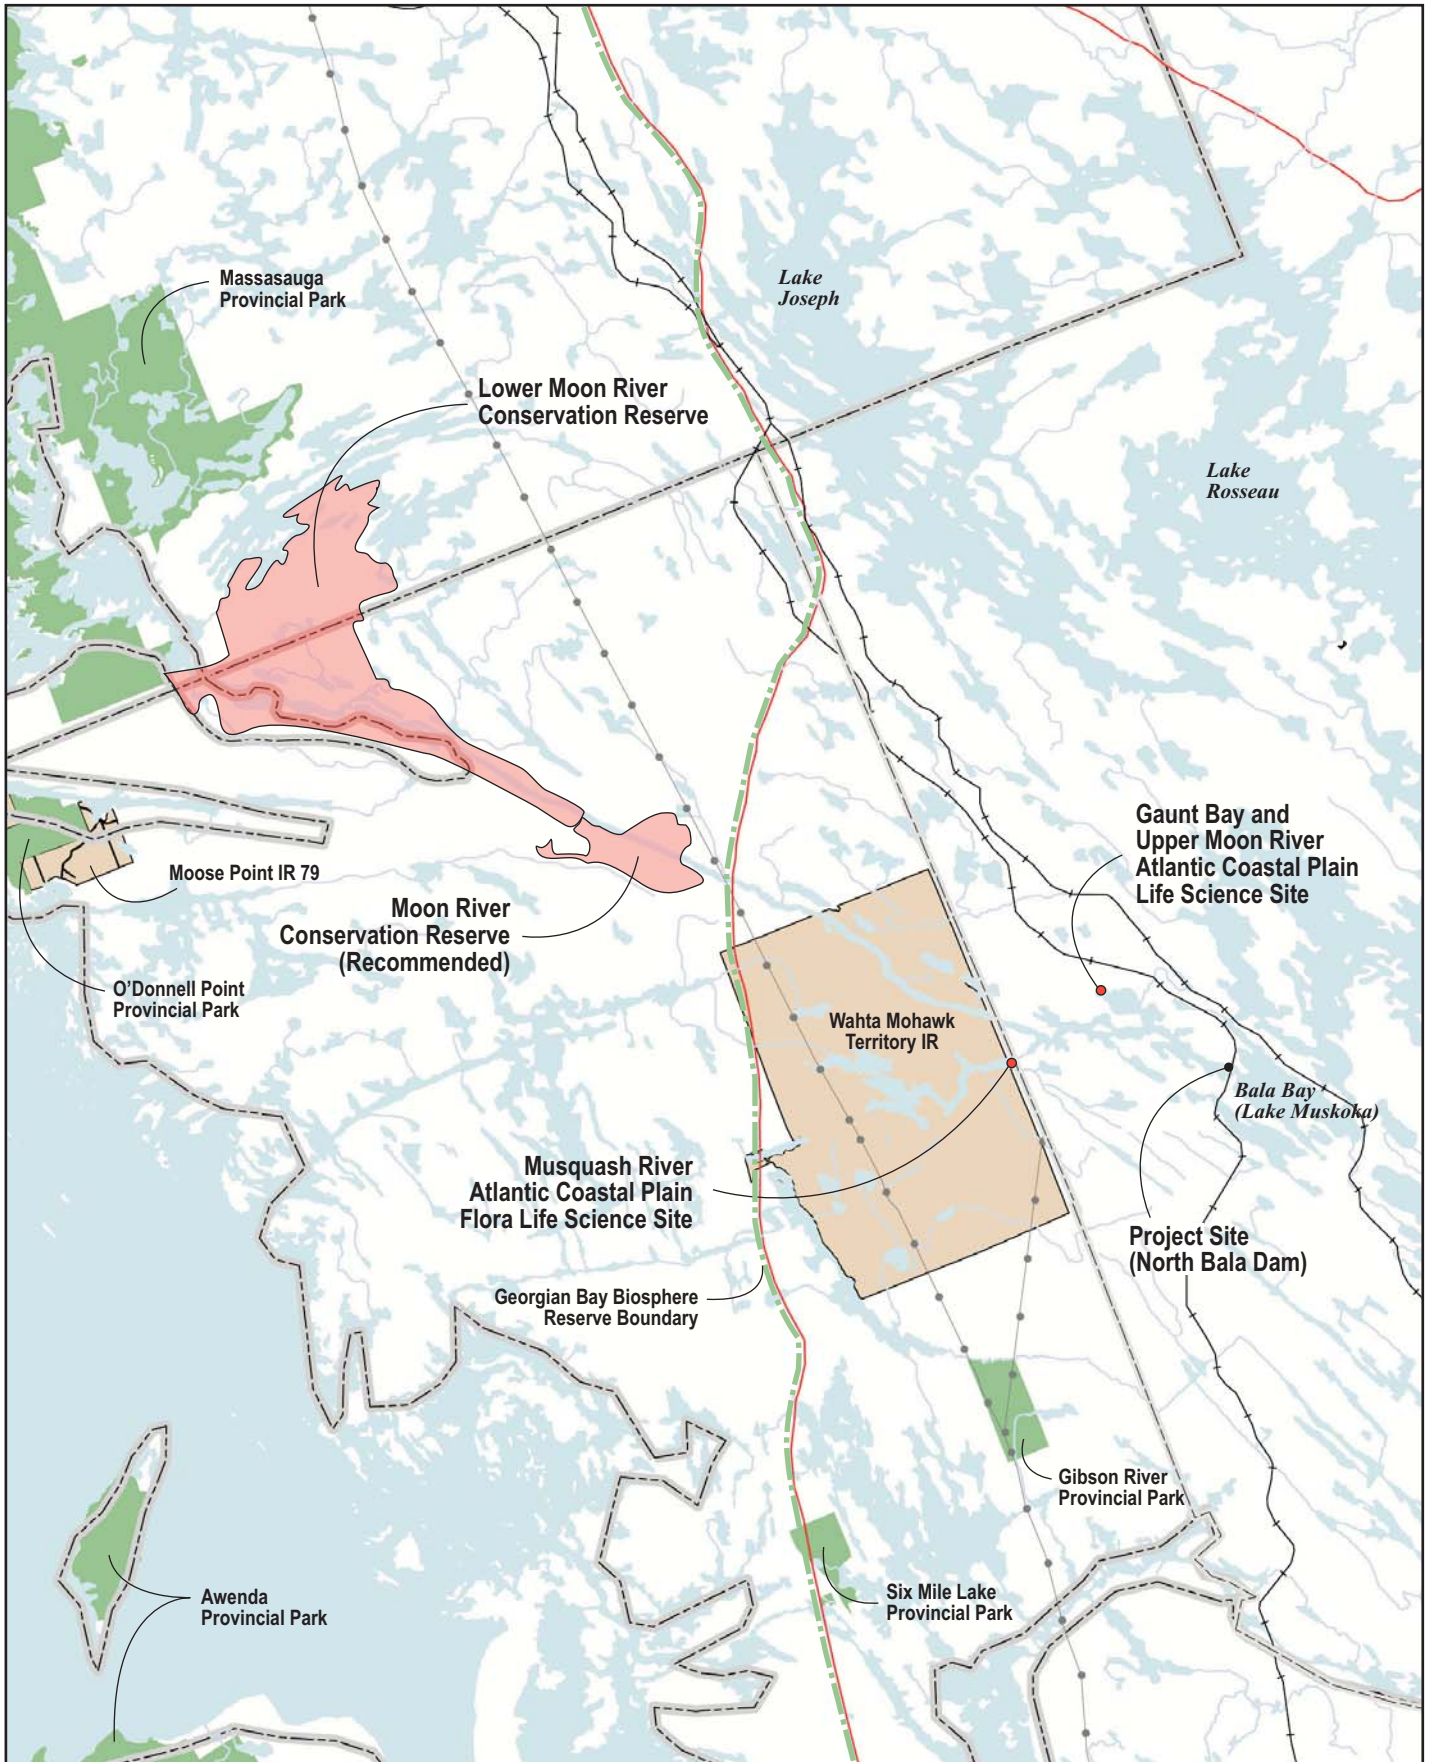 Lake
Joseph
Massasauga
Provincial Park
Lower Moon River
Conservation Reserve
Lake
Rosseau
Gaunt Bay and
Upper Moon River
Atlantic Coastal Plain
Life Science Site
Moose Point IR 79
Moon River
Conservation Reserve
(Recommended)
O'Donnell Point
Provincial Park
Wahta Mohawk
Territory IR
Bala Bay
(Lake Muskoka)
Musquash River
Atlantic Coastal Plain
Flora Life Science Site
Project Site
(North Bala Dam)
Georgian Bay Biosphere
Reserve Boundary
Gibson River
Provincial Park
Six Mile Lake
Provincial Park
Awenda
Provincial Park